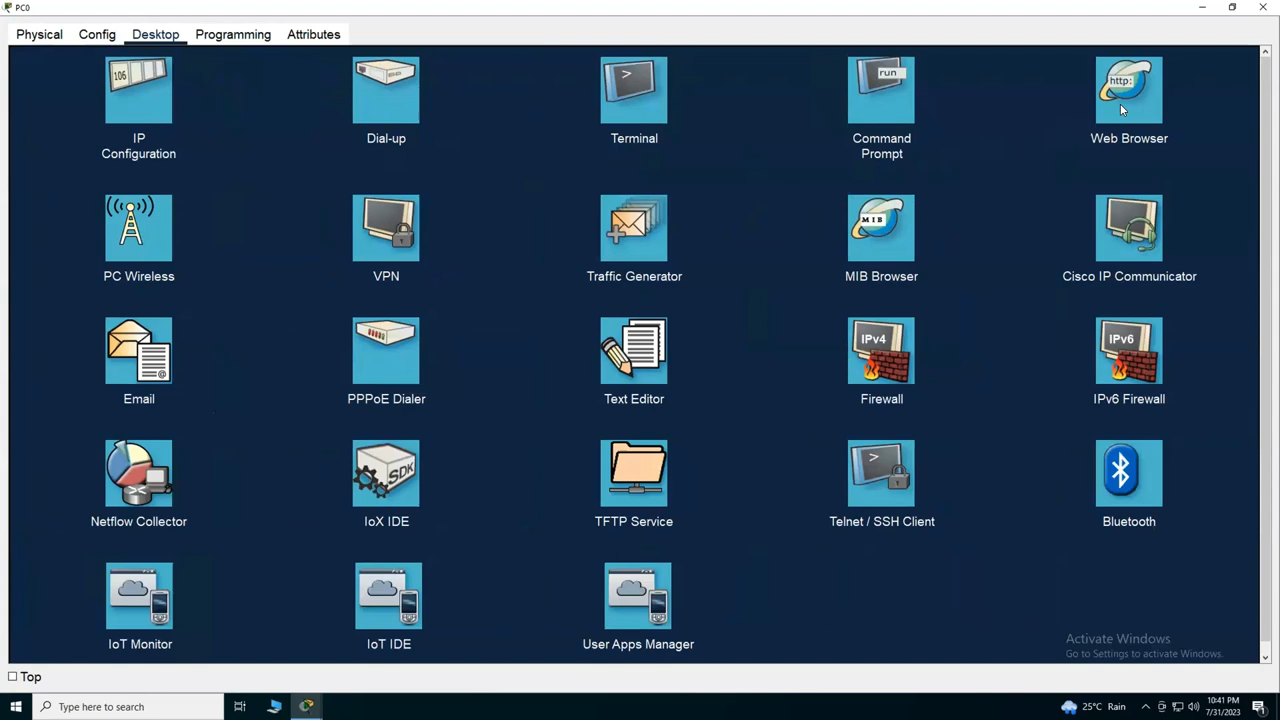 PC0
Physical Config Desktop Programming Attributes
106
>
run
http:
IP
Configuration
Dial-up
Terminal
Command
Prompt
Web Browser
MIB
PC Wireless
VPN
Traffic Generator
MIB Browser
Cisco IP Communicator
@
IPv4
IPv6
Email
PPPoE Dialer
Text Editor
Firewall
IPv6 Firewall
SDK
>
Netflow Collector
IoX IDE
TFTP Service
Telnet / SSH Client
Bluetooth
IoT Monitor
IoT IDE
User Apps Manager
Activate Windows
Go to Settings to activate Windows.
Top
Type here to search
25°C Rain
10:41 PM
7/31/2023
1